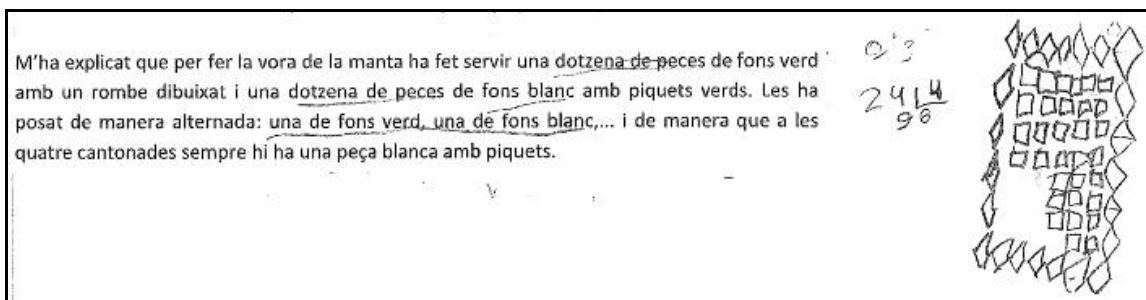 M'ha explicat que per fer la vora de la manta ha fet servir una dotzena de peces de fons verd
amb un rombe dibuixat i una dotzena de peces de fons blanc amb piquets verds. Les ha
posat de manera alternada: una de fons verd, una de fons blanc,... i de manera que a les
quatre cantonades sempre hi ha una peça blanca amb piquets.
24 4